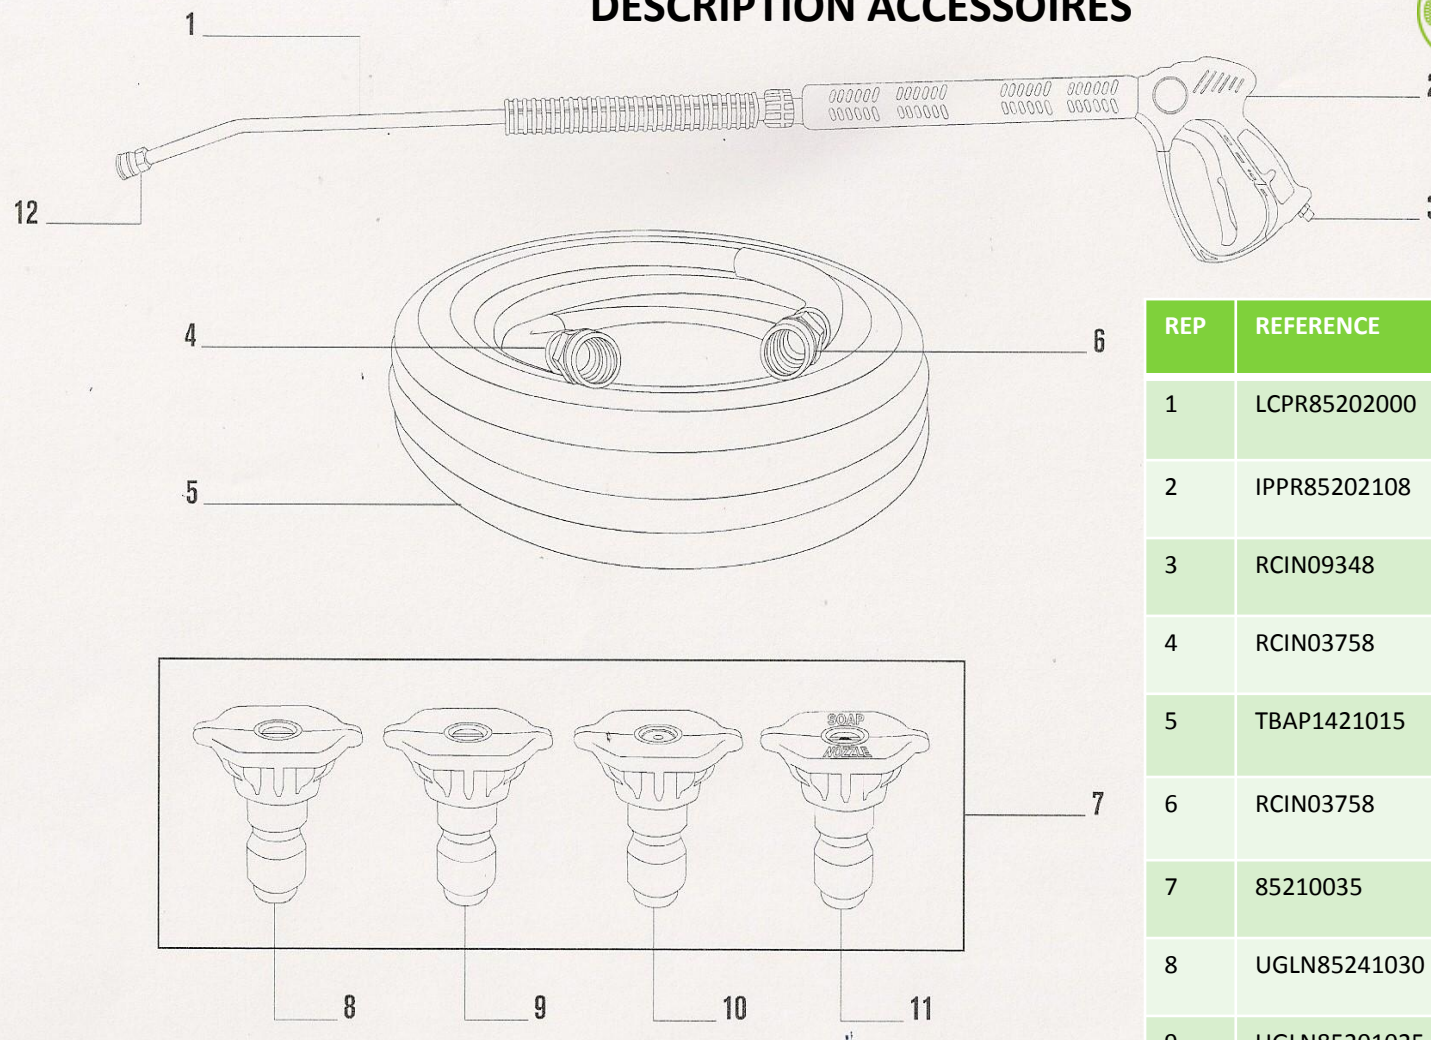 DESCRIPTION ACCESSOIRES
1
12
4
6
5
7
8 9 10 11
SOAP
NOZZLE
REP REFERENCE
1 LCPR85202000
2 IPPR85202108
3 RCIN09348
4 RCIN03758
5 TBAP1421015
6 RCIN03758
7 85210035
8 UGLN85241030